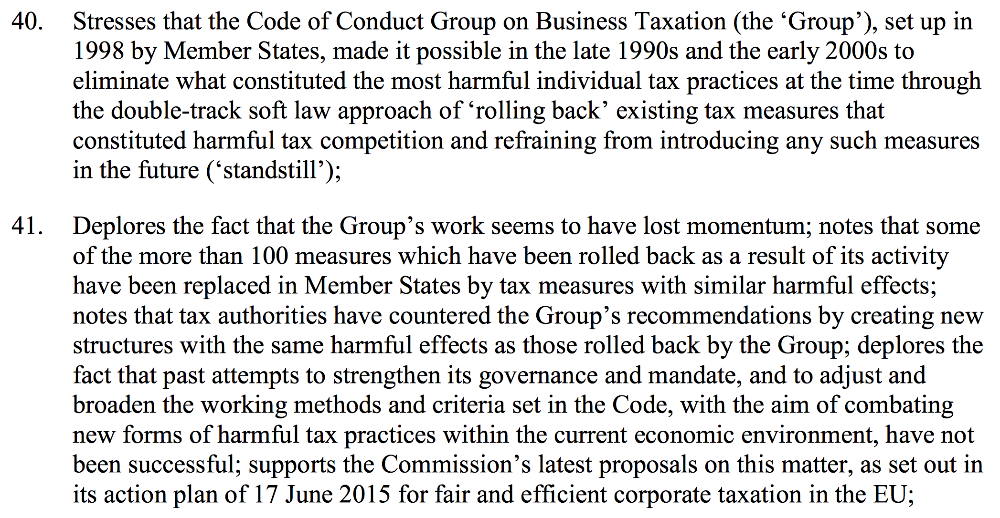 40. Stresses that the Code of Conduct Group on Business Taxation (the ‘Group’), set up in
1998 by Member States, made it possible in the late 1990s and the early 2000s to
eliminate what constituted the most harmful individual tax practices at the time through
the double-track soft law approach of ‘rolling back’ existing tax measures that
constituted harmful tax competition and refraining from introducing any such measures
in the future (‘standstill’);
41. Deplores the fact that the Group’s work seems to have lost momentum; notes that some
of the more than 100 measures which have been rolled back as a result of its activity
have been replaced in Member States by tax measures with similar harmful effects;
notes that tax authorities have countered the Group’s recommendations by creating new
structures with the same harmful effects as those rolled back by the Group; deplores the
fact that past attempts to strengthen its governance and mandate, and to adjust and
broaden the working methods and criteria set in the Code, with the aim of combating
new forms of harmful tax practices within the current economic environment, have not
been successful; supports the Commission’s latest proposals on this matter, as set out in
its action plan of 17 June 2015 for fair and efficient corporate taxation in the EU;